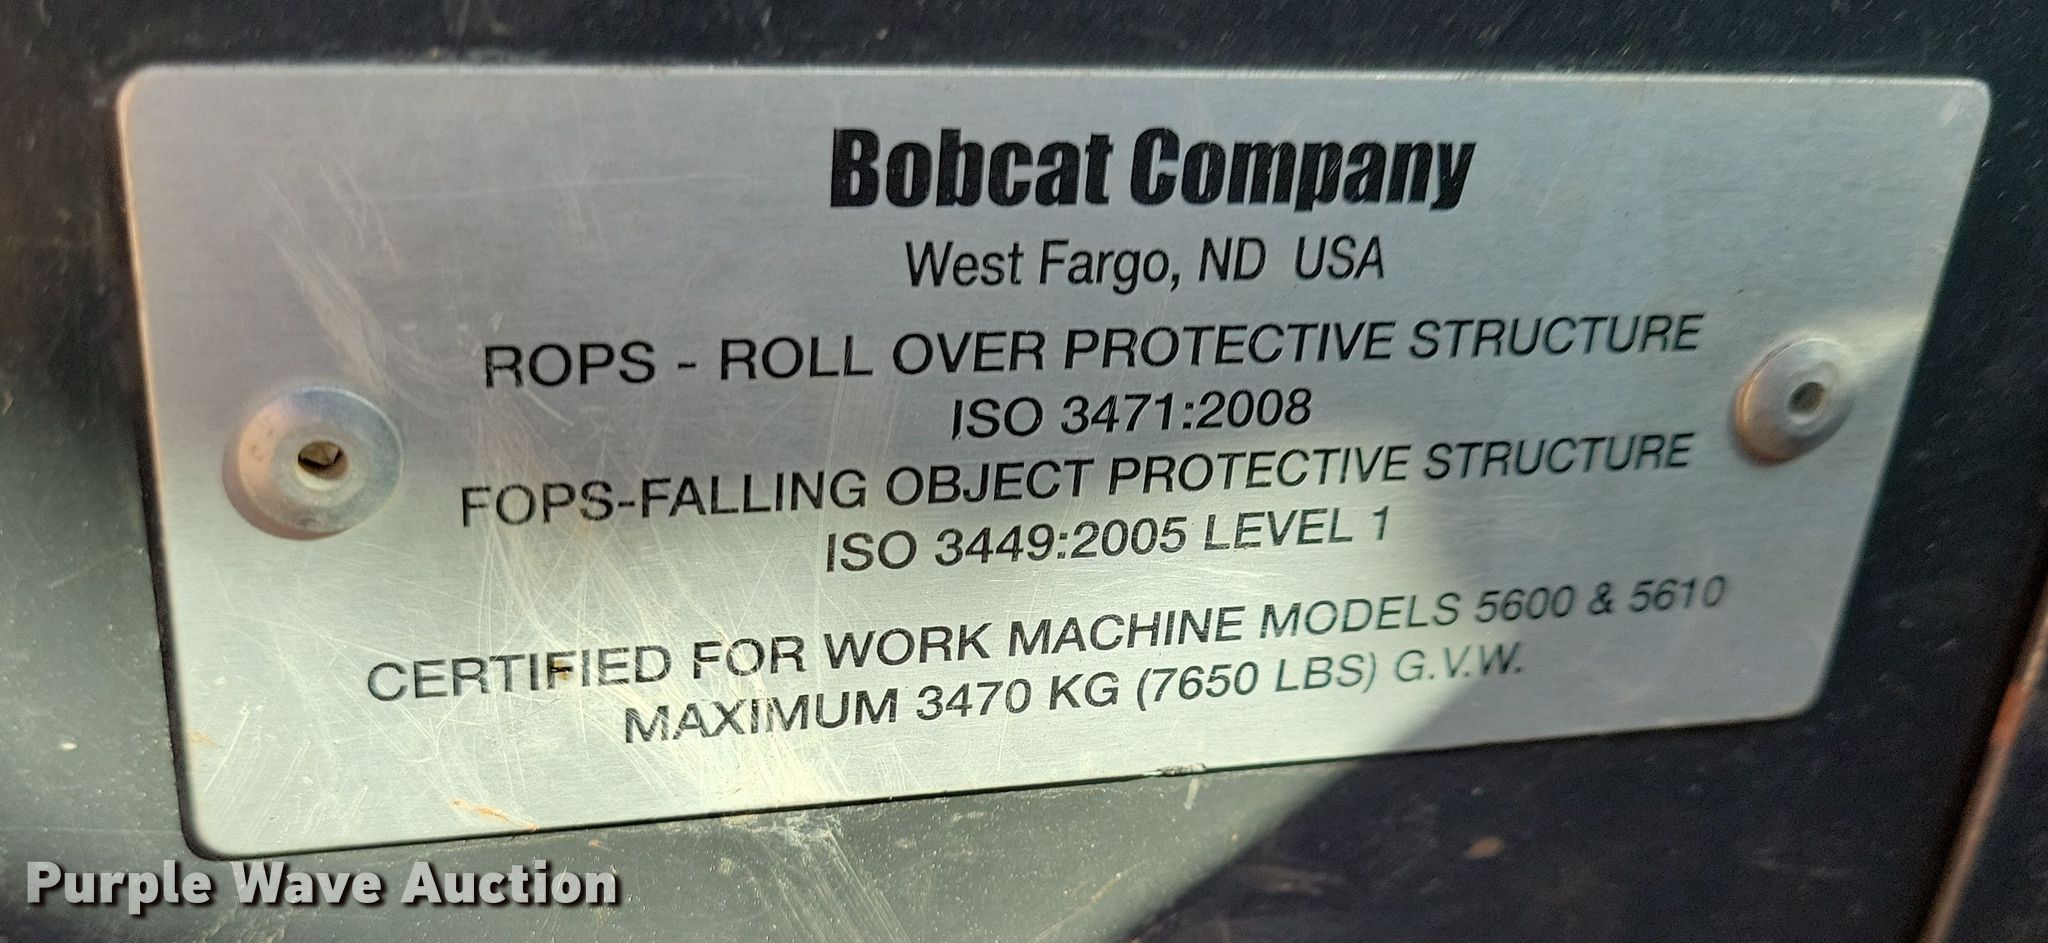 Bobcat Company
West Fargo, ND USA
ROPS - ROLL OVER PROTECTIVE STRUCTURE
ISO 3471:2008
FOPS-FALLING OBJECT PROTECTIVE STRUCTURE
ISO 3449:2005 LEVEL 1
CERTIFIED FOR WORK MACHINE MODELS 5600 & 5610
MAXIMUM 3470 KG (7650 LBS) G.V.W.
Purple Wave Auction